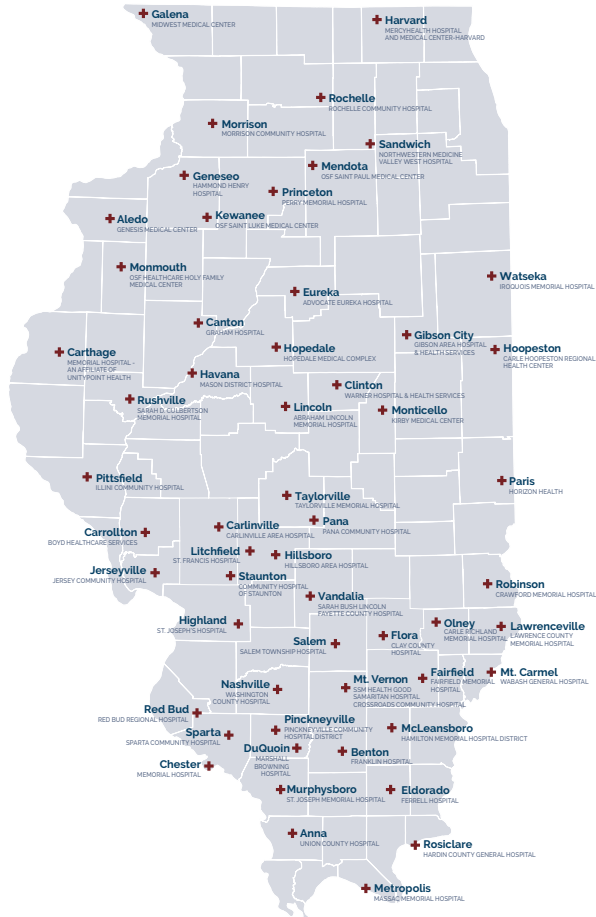 Galena
MIDWEST MEDICAL CENTER
Harvard
MERCYHEALTH HOSPITAL
AND MEDICAL CENTER-HARVARD
Rochelle
ROCHELLE COMMUNITY HOSPITAL
Morrison
MORRISON COMMUNITY HOSPITAL
Sandwich
NORTHWESTERN MEDICINE
VALLEY WEST HOSPITAL
Mendota
OSF SAINT PAUL MEDICAL CENTER
Geneseo
HAMMOND HENRY
HOSPITAL
Princeton
PERRY MEMORIAL HOSPITAL
Aledo
GENESIS MEDICAL CENTER
Kewanee
OSF SAINT LUKE MEDICAL CENTER
Monmouth
OSF HEALTHCARE HOLY FAMILY
MEDICAL CENTER
Watseka
IROQUOIS MEMORIAL HOSPITAL
Eureka
ADVOCATE EUREKA HOSPITAL
Canton
GRAHAM HOSPITAL
Gibson City
GIBSON AREA HOSPITAL
& HEALTH SERVICES
Hoopeston
CARLE HOOPESTON REGIONAL
HEALTH CENTER
Carthage
MEMORIAL HOSPITAL -
AN AFFILIATE OF
UNITYPOINT HEALTH
Hopedale
HOPEDALE MEDICAL COMPLEX
Havana
MASON DISTRICT HOSPITAL
Clinton
WARNER HOSPITAL & HEALTH SERVICES
Rushville
SARAH D. CULBERTSON
MEMORIAL HOSPITAL
Lincoln
ABRAHAM LINCOLN
MEMORIAL HOSPITAL
Monticello
KIRBY MEDICAL CENTER
Pittsfield
ILLINI COMMUNITY HOSPITAL
Paris
HORIZON HEALTH
Taylorville
TAYLORVILLE MEMORIAL HOSPITAL
Carrollton
BOYD HEALTHCARE SERVICES
Carlinville
CARLINVILLE AREA HOSPITAL
Pana
PANA COMMUNITY HOSPITAL
Litchfield
ST. FRANCIS HOSPITAL
Hillsboro
HILLSBORO AREA HOSPITAL
Jerseyville
JERSEY COMMUNITY HOSPITAL
Staunton
COMMUNITY HOSPITAL
OF STAUNTON
Robinson
CRAWFORD MEMORIAL HOSPITAL
Vandalia
SARAH BUSH LINCOLN
FAYETTE COUNTY HOSPITAL
Highland
ST. JOSEPH'S HOSPITAL
Olney
CARLE RICHLAND
MEMORIAL HOSPITAL
Lawrenceville
LAWRENCE COUNTY
MEMORIAL HOSPITAL
Salem
SALEM TOWNSHIP HOSPITAL
Flora
CLAY COUNTY
HOSPITAL
Nashville
WASHINGTON
COUNTY HOSPITAL
Mt. Vernon
SSM HEALTH GOOD
SAMARITAN HOSPITAL
CROSSROADS COMMUNITY HOSPITAL
Fairfield
FAIRFIELD MEMORIAL
HOSPITAL
Mt. Carmel
WABASH GENERAL HOSPITAL
Red Bud
RED BUD REGIONAL HOSPITAL
Pinckneyville
PINCKNEYVILLE COMMUNITY
HOSPITAL DISTRICT
Sparta
SPARTA COMMUNITY HOSPITAL
McLeansboro
HAMILTON MEMORIAL HOSPITAL DISTRICT
DuQuoin
MARSHALL
BROWNING
HOSPITAL
Benton
FRANKLIN HOSPITAL
Chester
MEMORIAL HOSPITAL
Murphysboro
ST. JOSEPH MEMORIAL HOSPITAL
Eldorado
FERRELL HOSPITAL
Anna
UNION COUNTY HOSPITAL
Rosiclare
HARDIN COUNTY GENERAL HOSPITAL
Metropolis
MASSAC MEMORIAL HOSPITAL